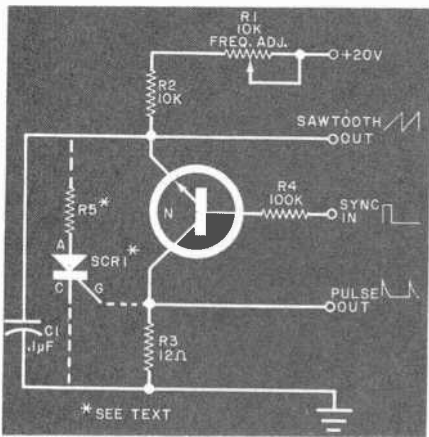 R1
10K
FREQ. ADJ.
+20V
R2
10K
SAWTOOTH
OUT
R4
100K
N
SYNC
IN
R5*
A
SCR1*
C
G
PULSE
OUT
C1
.1µF
R3
12Ω
*SEE TEXT